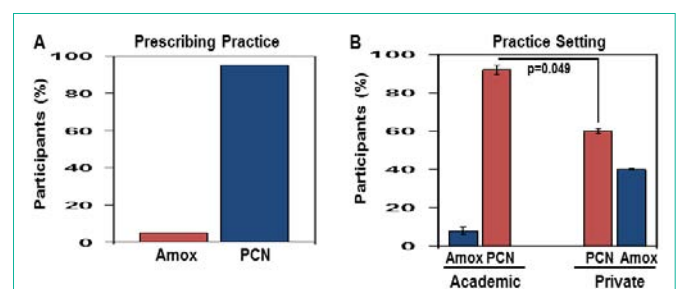 A
Prescribing Practice
Participants (%)
100
80
60
40
20
0
Amox PCN
B
Practice Setting
Participants (%)
100
80
60
40
20
0
p=0.049
Amox PCN PCN Amox
Academic Private